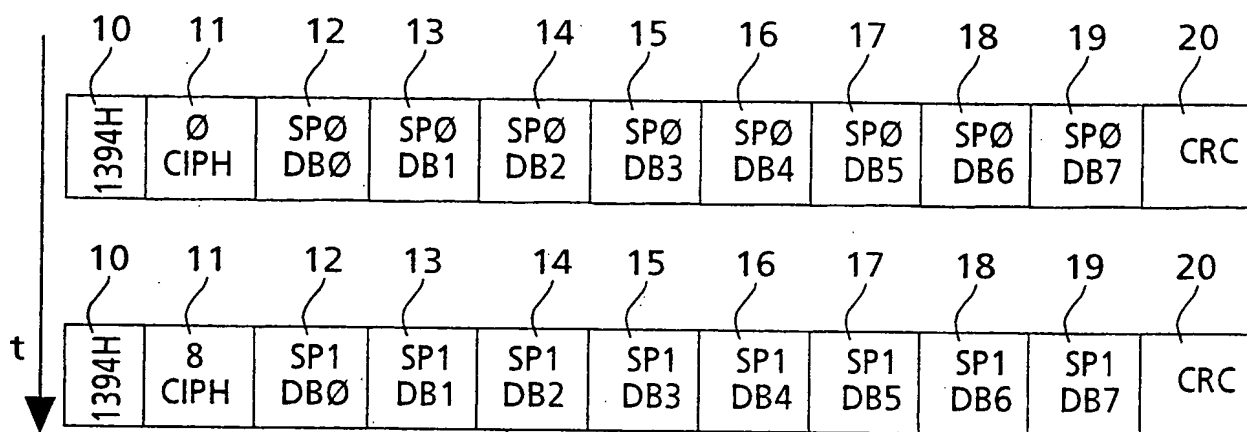 10 11 12 13 14 15 16 17 18 19 20
1394H Ø SPØ SPØ SPØ SPØ SPØ SPØ SPØ SPØ CRC
CIPH DBØ DB1 DB2 DB3 DB4 DB5 DB6 DB7
10 11 12 13 14 15 16 17 18 19 20
t 1394H 8 SP1 SP1 SP1 SP1 SP1 SP1 SP1 SP1 CRC
CIPH DBØ DB1 DB2 DB3 DB4 DB5 DB6 DB7